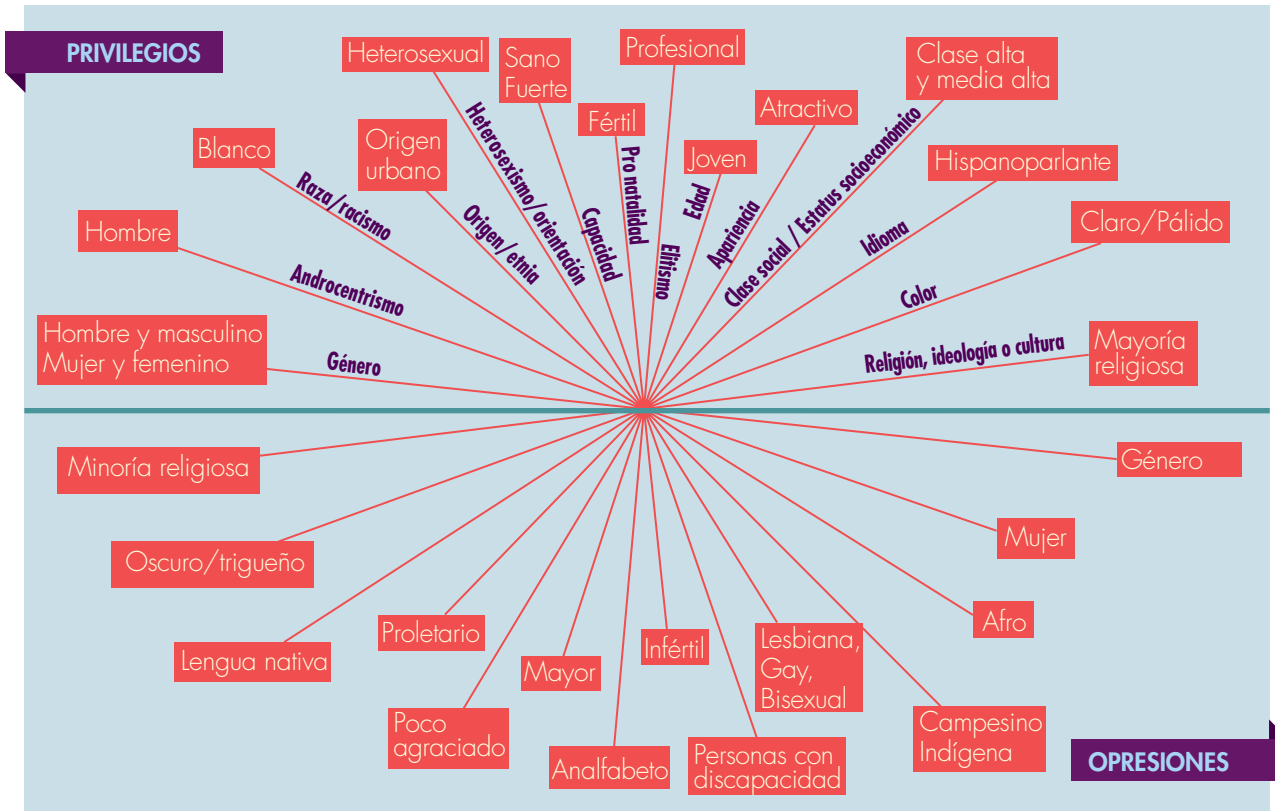 PRIVILEGIOS
Heterosexual
Sano
Fuerte
Profesional
Clase alta
y media alta
Fértil
Atractivo
Blanco
Origen
urbano
Joven
Hispanoparlante
Hombre
Claro/Pálido
Hombre y masculino
Mujer y femenino
Mayoría
religiosa
Género
Androcentrismo
Raza/racismo
Origen/etnia
Heterosexismo/orientación
Capacidad
Pro natalidad
Elitismo
Edad
Apariencia
Clase social / Estatus socioeconómico
Idioma
Color
Religión, ideología o cultura
Minoría religiosa
Género
Oscuro/trigueño
Mujer
Lengua nativa
Proletario
Afro
Poco
agraciado
Mayor
Infértil
Lesbiana,
Gay,
Bisexual
Analfabeto
Personas con
discapacidad
Campesino
Indígena
OPRESIONES